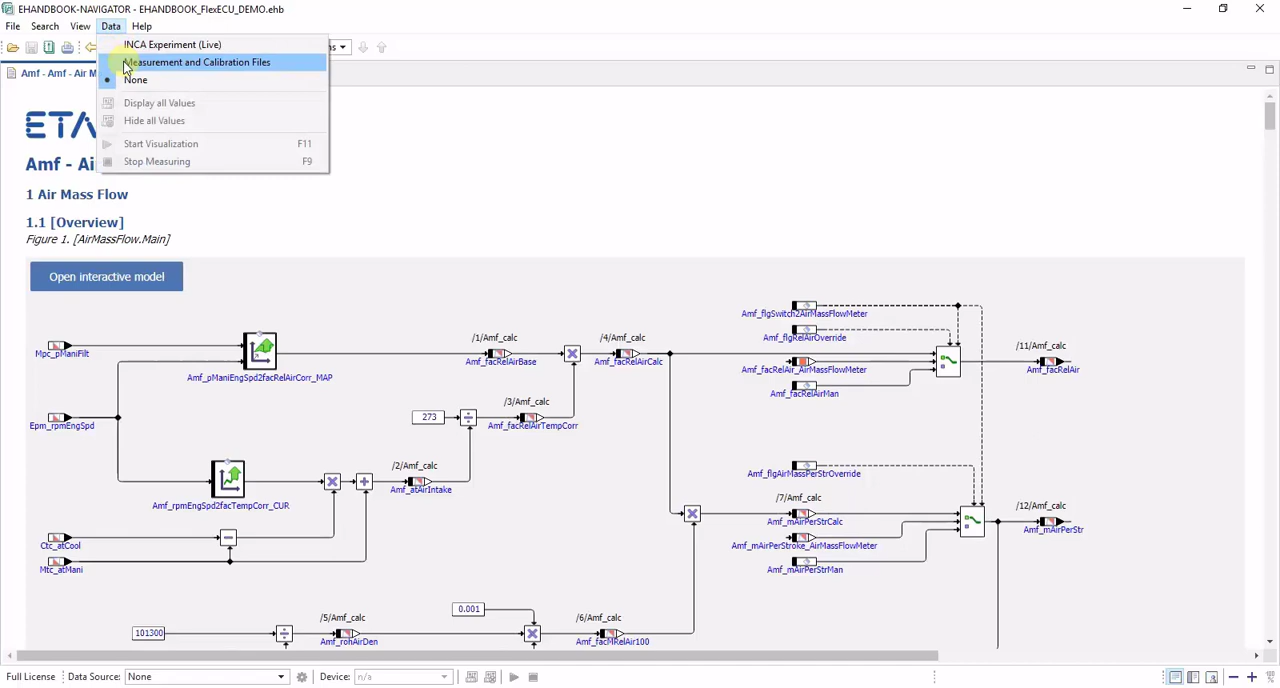 EHANDBOOK-NAVIGATOR - EHANDBOOK_FlexECU_DEMO.ehb
File Search View Data Help
INCA Experiment (Live)
Measurement and Calibration Files
None
Display all Values
Hide all Values
Start Visualization F11
Stop Measuring F9
Amf - Amf - Air M
ETA
Amf - Ai
1 Air Mass Flow
1.1 [Overview]
Figure 1. [AirMassFlow.Main]
Open interactive model
Amf_flgSwitch2AirMassFlowMeter
Mpc_pManiFilt
/1/Amf_calc
/4/Amf_calc
Amf_flgRelAirOverride
/11/Amf_calc
Amf_facRelAirBase
Amf_facRelAirCalc
Amf_facRelAir_AirMassFlowMeter
Amf_facRelAir
Amf_pManiEngSpd2facRelAirCorr_MAP
Amf_facRelAirMan
/3/Amf_calc
273
Epm_rpmEngSpd
Amf_facRelAirTempCorr
/2/Amf_calc
Amf_flgAirMassPerStrOverride
Amf_atAirIntake
/7/Amf_calc
Amf_rpmEngSpd2facTempCorr_CUR
/12/Amf_calc
Amf_mAirPerStrCalc
Amf_mAirPerStr
Ctc_atCool
Amf_mAirPerStroke_AirMassFlowMeter
Mtc_atMani
Amf_mAirPerStrMan
0.001
/5/Amf_calc
/6/Amf_calc
101300
Amf_rohAirDen
Amf_facMRelAir100
Full License Data Source: None Device: n/a